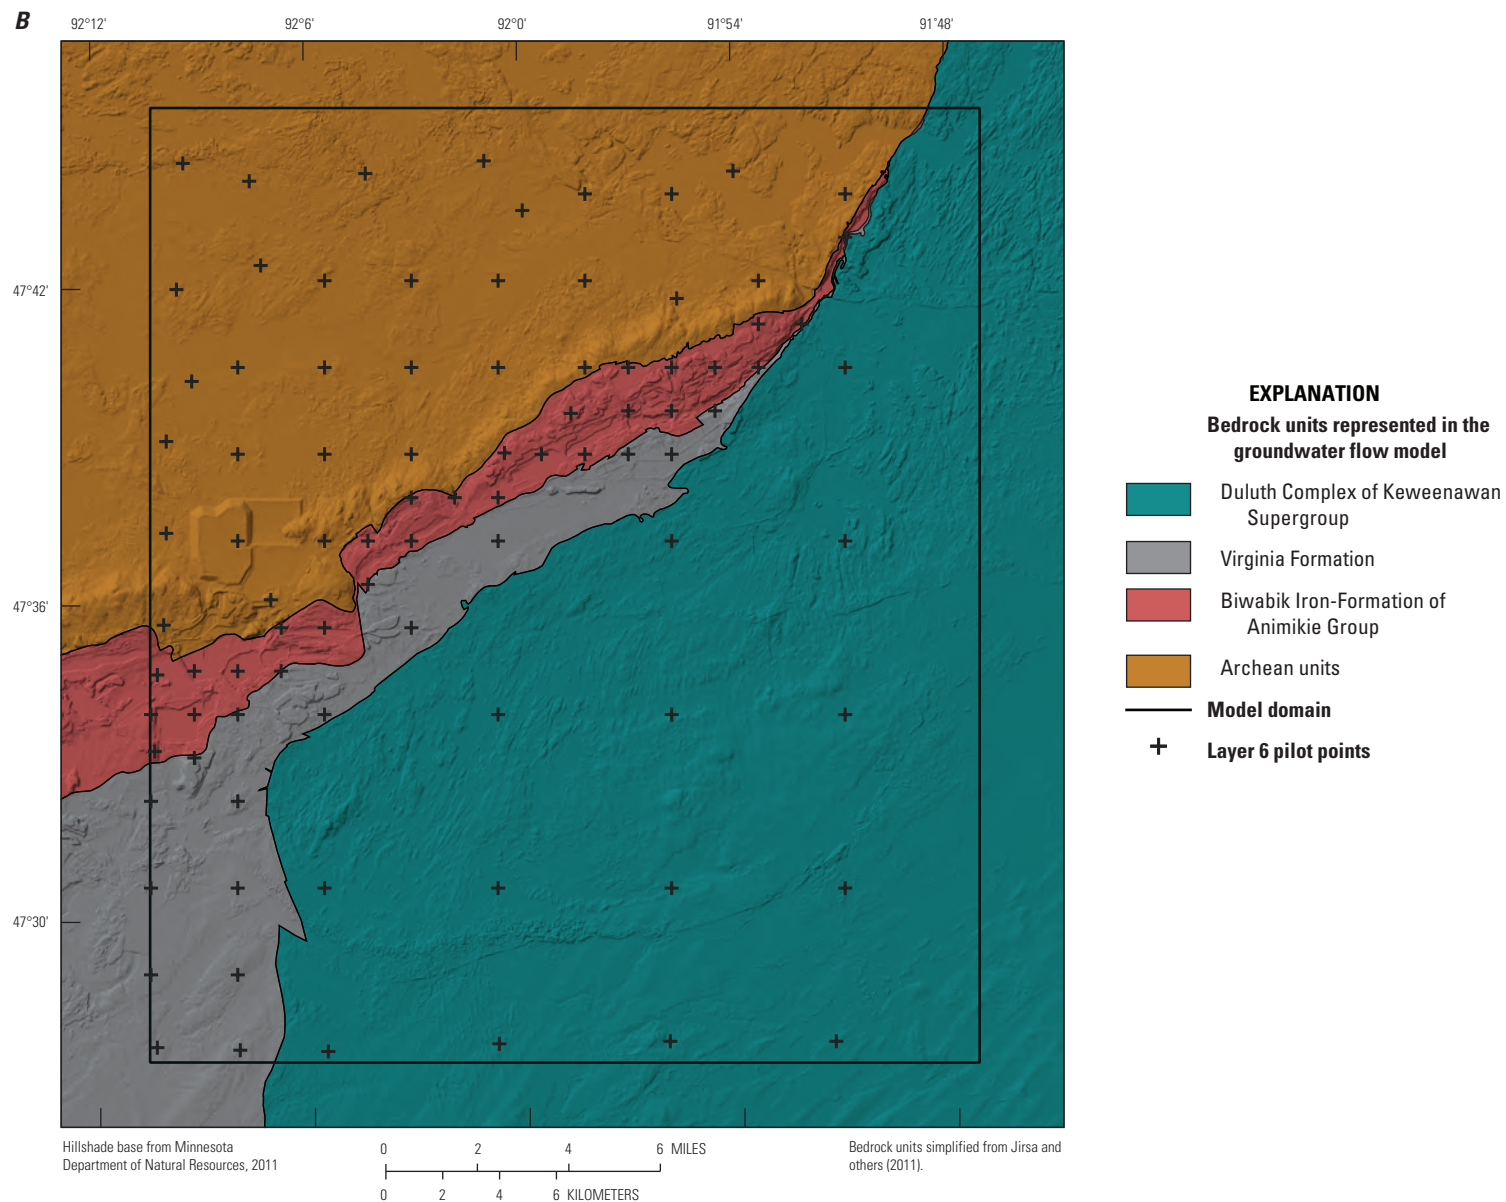 B
92°12' 92°6' 92°0' 91°54' 91°48'
47°42'
47°36'
47°30'
EXPLANATION
Bedrock units represented in the
groundwater flow model
Duluth Complex of Keweenawan
Supergroup
Virginia Formation
Biwabik Iron-Formation of
Animikie Group
Archean units
Model domain
Layer 6 pilot points
Hillshade base from Minnesota
Department of Natural Resources, 2011
0 2 4 6 MILES
0 2 4 6 KILOMETERS
Bedrock units simplified from Jirsa and
others (2011).